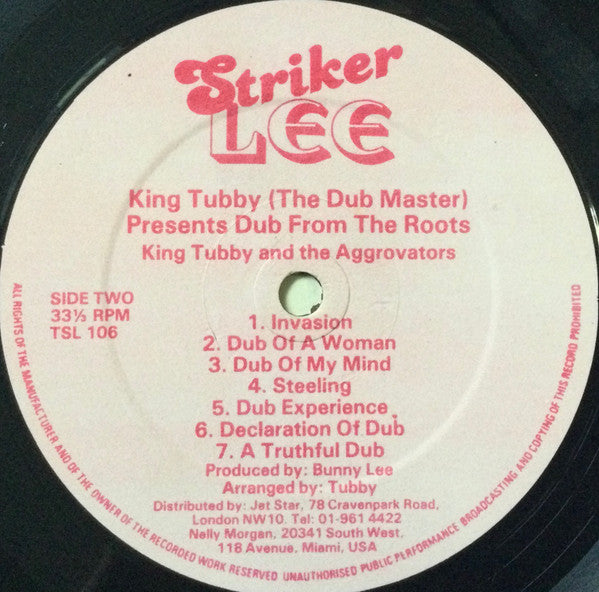 Striker
LEE
King Tubby (The Dub Master)
Presents Dub From The Roots
King Tubby and the Aggrovators
SIDE TWO
33⅓ RPM
TSL 106
1. Invasion
2. Dub Of A Woman
3. Dub Of My Mind
4. Steeling
5. Dub Experience
6. Declaration Of Dub
7. A Truthful Dub
Produced by: Bunny Lee
Arranged by: Tubby
Distributed by: Jet Star, 78 Cravenpark Road,
London NW10. Tel: 01-961 4422
Nelly Morgan, 20341 South West,
118 Avenue, Miami, USA
ALL RIGHTS OF THE MANUFACTURER AND OF THE OWNER OF THE RECORDED WORK RESERVED UNAUTHORISED PUBLIC PERFORMANCE BROADCASTING AND COPYING OF THIS RECORD PROHIBITED